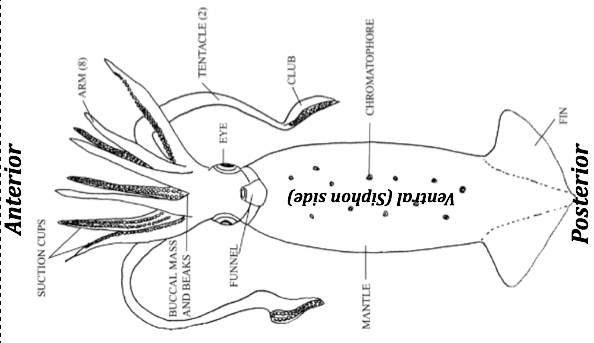 Anterior
SUCTION CUPS
ARM (8)
BUCCAL MASS
AND BEAKS
TENTACLE (2)
EYE
FUNNEL
CLUB
Ventral (Siphon side)
CHROMATOPHORE
MANTLE
FIN
Posterior